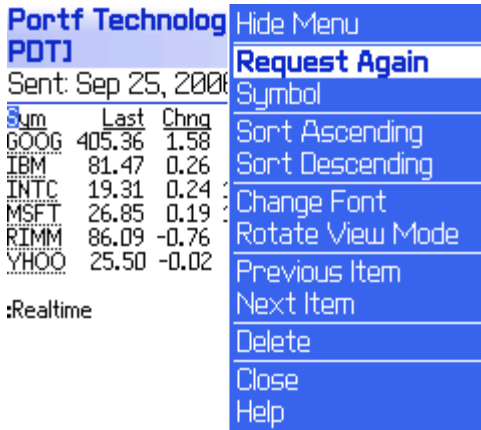 Portf Technolog
PDT]
Sent: Sep 25, 200
Sym Last Chng
GOOG 405.36 1.58
IBM 81.47 0.26
INTC 19.31 0.24
MSFT 26.85 0.19
RIMM 86.09 -0.76
YHOO 25.50 -0.02
:Realtime
Hide Menu
Request Again
Symbol
Sort Ascending
Sort Descending
Change Font
Rotate View Mode
Previous Item
Next Item
Delete
Close
Help